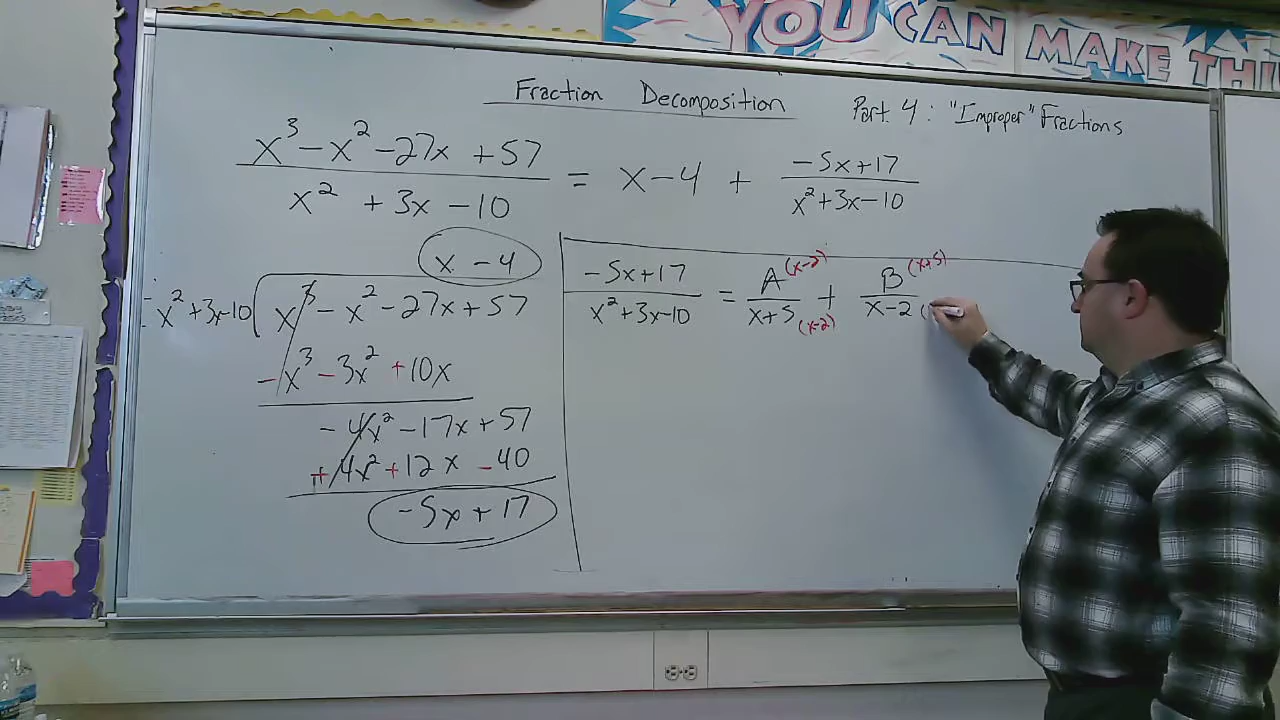 YOU CAN MAKE THI
Fraction Decomposition
Part 4 : "Improper" Fractions
x³ - x² - 27x + 57 / x² + 3x - 10 = x - 4 + -5x + 17 / x² + 3x - 10
x - 4
x² + 3x - 10 x³ - x² - 27x + 57
- x³ - 3x² + 10x
- 4x² - 17x + 57
+ 4x² + 12x - 40
-5x + 17
-5x + 17 / x² + 3x - 10 = A (x-2) / x + 5 (x-2) + B (x+5) / x - 2 (